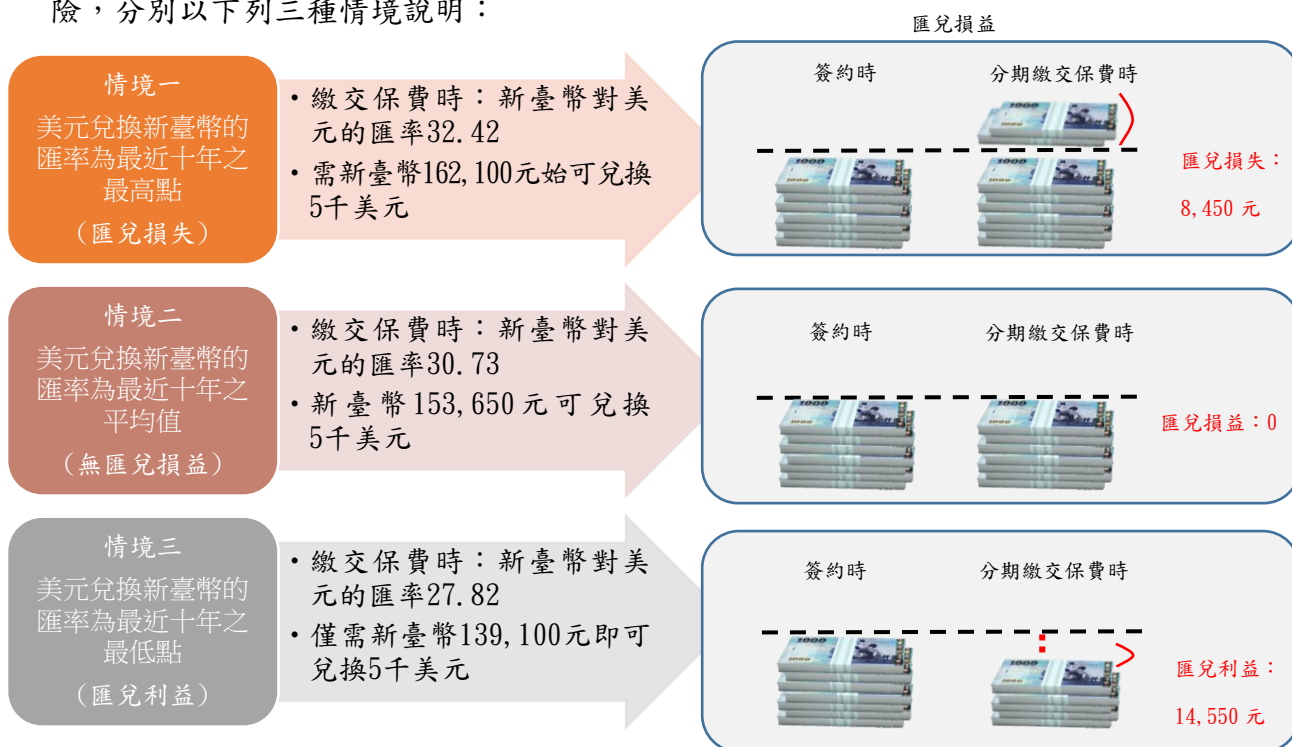 險，分別以下列三種情境說明：
匯兌損益
情境一
美元兌換新臺幣的
匯率為最近十年之
最高點
（匯兌損失）
・繳交保費時：新臺幣對美
元的匯率32.42
・需新臺幣162,100元始可兌換
5千美元
簽約時
分期繳交保費時
匯兌損失：
8,450 元
情境二
美元兌換新臺幣的
匯率為最近十年之
平均值
（無匯兌損益）
・繳交保費時：新臺幣對美
元的匯率30.73
・新臺幣153,650元可兌換
5千美元
簽約時
分期繳交保費時
匯兌損益：0
情境三
美元兌換新臺幣的
匯率為最近十年之
最低點
（匯兌利益）
・繳交保費時：新臺幣對美
元的匯率27.82
・僅需新臺幣139,100元即可
兌換5千美元
簽約時
分期繳交保費時
匯兌利益：
14,550 元